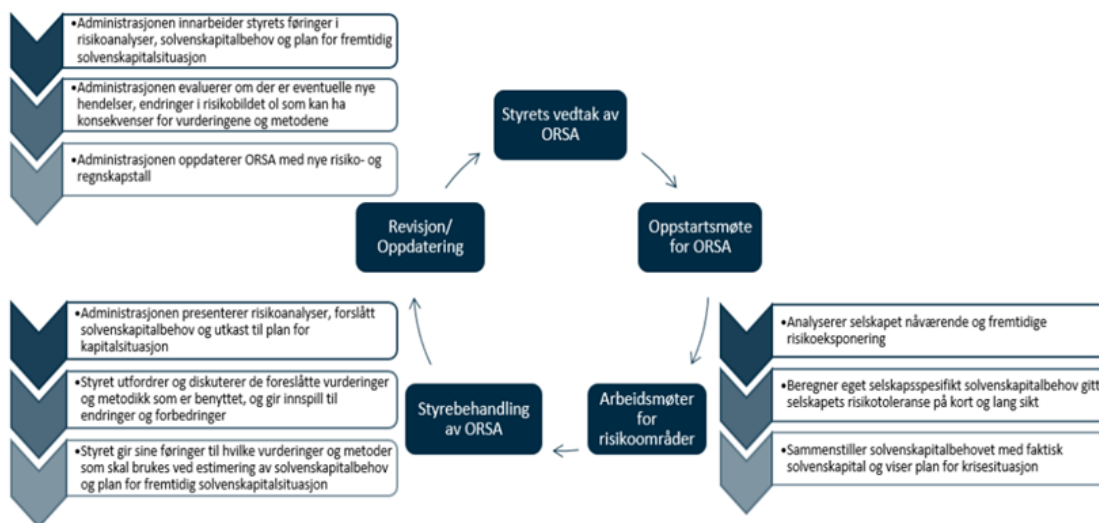 •Administrasjonen innarbeider styrets føringer i
risikoanalyser, solvenskapitalbehov og plan for fremtidig
solvenskapitalsituasjon
•Administrasjonen evaluerer om der er eventuelle nye
hendelser, endringer i risikobildet ol som kan ha
konsekvenser for vurderingene og metodene
•Administrasjonen oppdaterer ORSA med nye risiko- og
regnskapstall
Styrets vedtak av
ORSA
Oppstartsmøte
for ORSA
Revisjon/
Oppdatering
•Administrasjonen presenterer risikoanalyser, forslått
solvenskapitalbehov og utkast til plan for
kapitalsituasjon
•Styret utfordrer og diskuterer de foreslåtte vurderinger
og metodikk som er benyttet, og gir innspill til
endringer og forbedringer
•Styret gir sine føringer til hvilke vurderinger og metoder
som skal brukes ved estimering av solvenskapitalbehov
og plan for fremtidig solvenskapitalsituasjon
Styrebehandling
av ORSA
Arbeidsmøter
for
risikoområder
•Analyserer selskapet nåværende og fremtidige
risikoeksponering
•Beregner eget selskapsspesifikt solvenskapitalbehov gitt
selskapets risikotoleranse på kort og lang sikt
•Sammenstiller solvenskapitalbehovet med faktisk
solvenskapital og viser plan for krisesituasjon